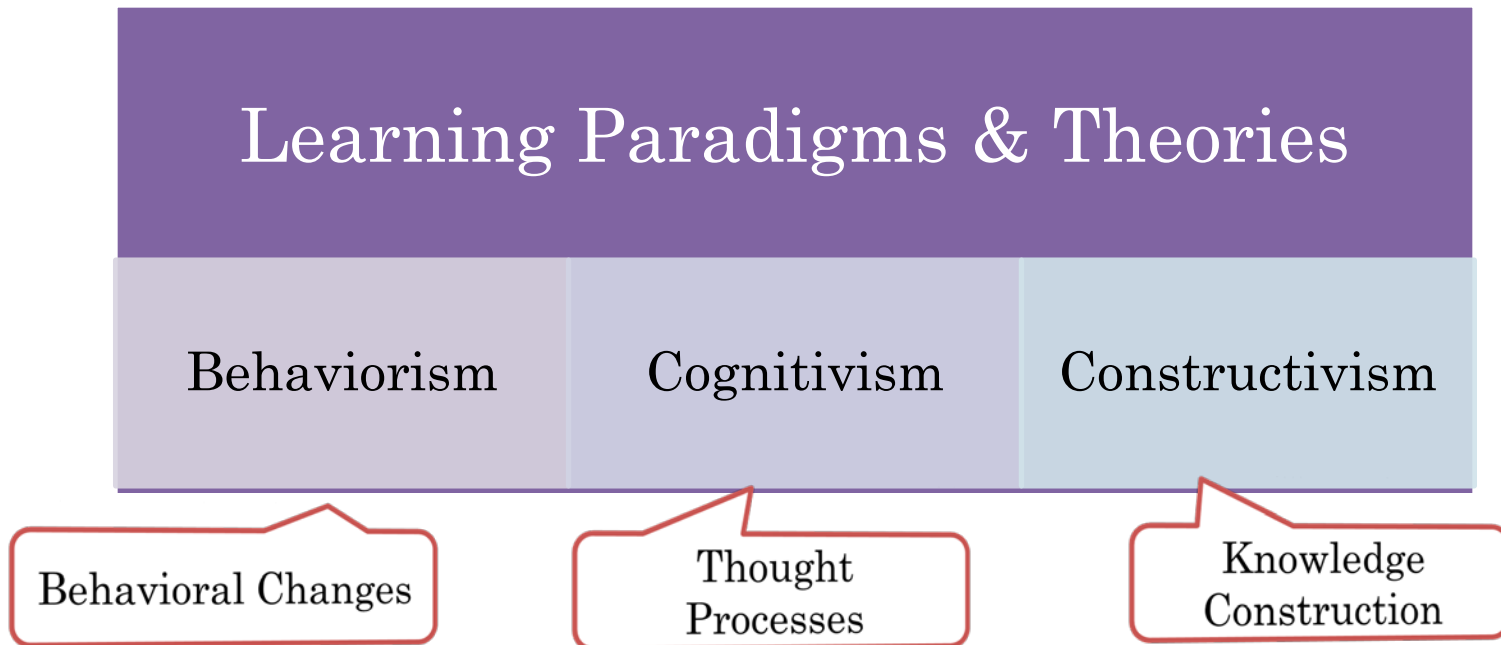 Learning Paradigms & Theories
Behaviorism
Cognitivism
Constructivism
Behavioral Changes
Thought
Processes
Knowledge
Construction